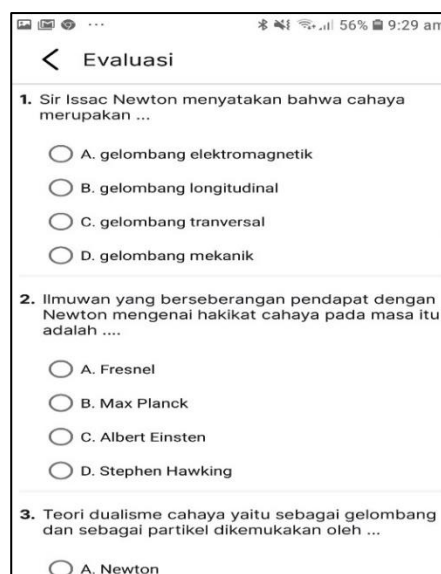 56% 9:29 am
Evaluasi
1. Sir Issac Newton menyatakan bahwa cahaya
merupakan ...
A. gelombang elektromagnetik
B. gelombang longitudinal
C. gelombang tranversal
D. gelombang mekanik
2. Ilmuwan yang berseberangan pendapat dengan
Newton mengenai hakikat cahaya pada masa itu
adalah ....
A. Fresnel
B. Max Planck
C. Albert Einsten
D. Stephen Hawking
3. Teori dualisme cahaya yaitu sebagai gelombang
dan sebagai partikel dikemukakan oleh ...
A. Newton